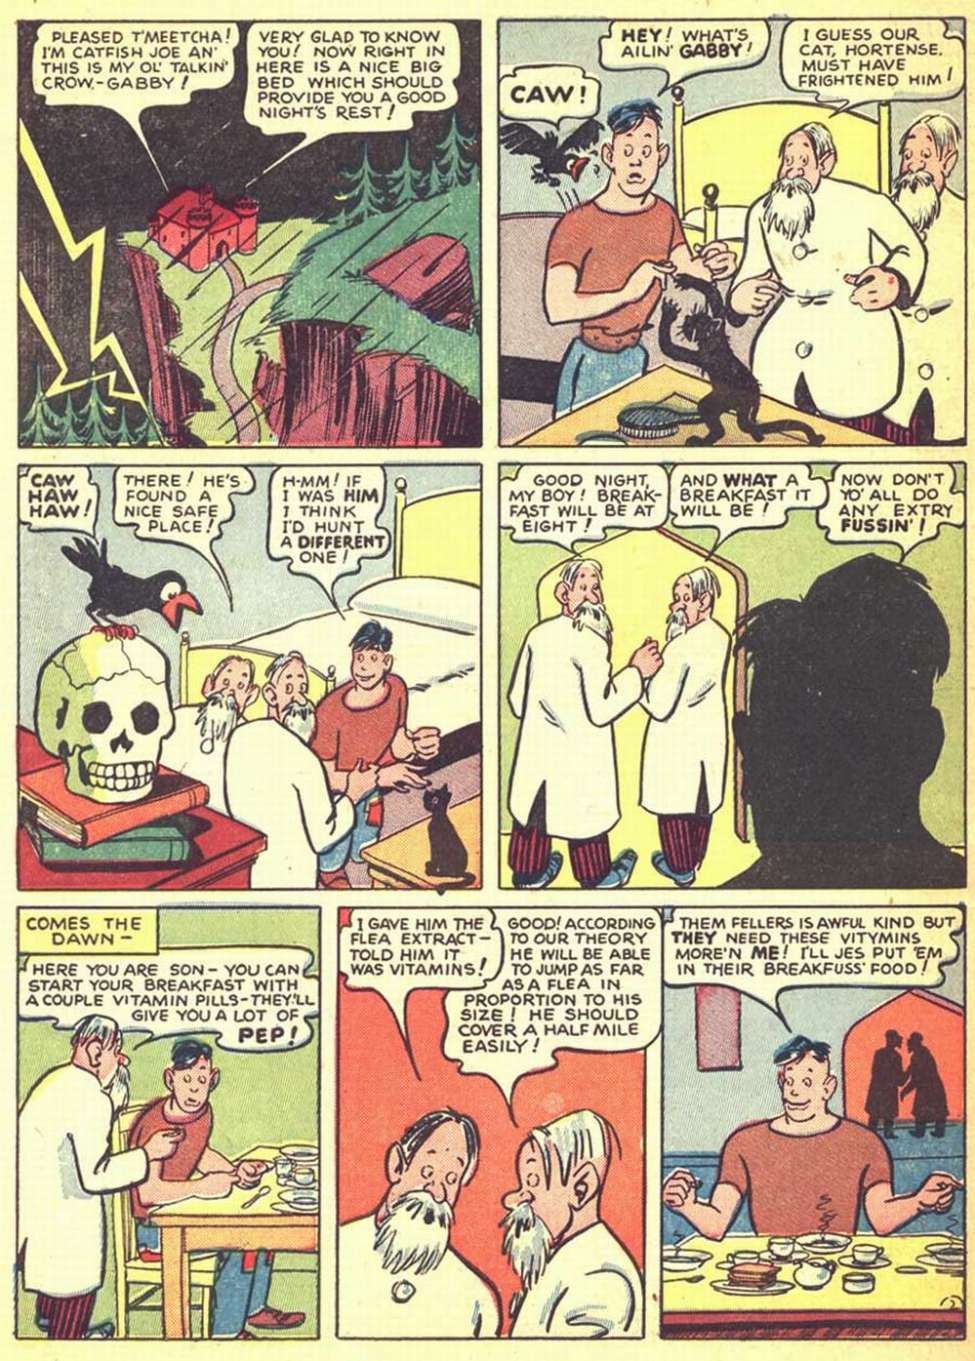 PLEASED T'MEETCHA!
I'M CATFISH JOE AN'
THIS IS MY OL' TALKIN'
CROW.-GABBY!
VERY GLAD TO KNOW
YOU! NOW RIGHT IN
HERE IS A NICE BIG
BED WHICH SHOULD
PROVIDE YOU A GOOD
NIGHT'S REST!
CAW!
HEY! WHAT'S
AILIN' GABBY!
I GUESS OUR
CAT, HORTENSE,
MUST HAVE
FRIGHTENED HIM!
CAW
HAW
HAW!
THERE! HE'S
FOUND A
NICE SAFE
PLACE!
H-MM! IF
I WAS HIM
I THINK
I'D HUNT
A DIFFERENT
ONE!
GOOD NIGHT,
MY BOY! BREAK-
FAST WILL BE AT
EIGHT!
AND WHAT A
BREAKFAST IT
WILL BE!
NOW DON'T
YO' ALL DO
ANY EXTRY
FUSSIN'!
COMES THE
DAWN-
HERE YOU ARE SON-YOU CAN
START YOUR BREAKFAST WITH
A COUPLE VITAMIN PILLS-THEY'LL
GIVE YOU A LOT OF
PEP!
I GAVE HIM THE
FLEA EXTRACT-
TOLD HIM IT
WAS VITAMINS!
GOOD! ACCORDING
TO OUR THEORY
HE WILL BE ABLE
TO JUMP AS FAR
AS A FLEA IN
PROPORTION TO HIS
SIZE! HE SHOULD
COVER A HALF MILE
EASILY!
THEM FELLERS IS AWFUL KIND BUT
THEY NEED THESE VITYMINS
MORE'N ME! I'LL JES PUT 'EM
IN THEIR BREAKFUSS' FOOD!